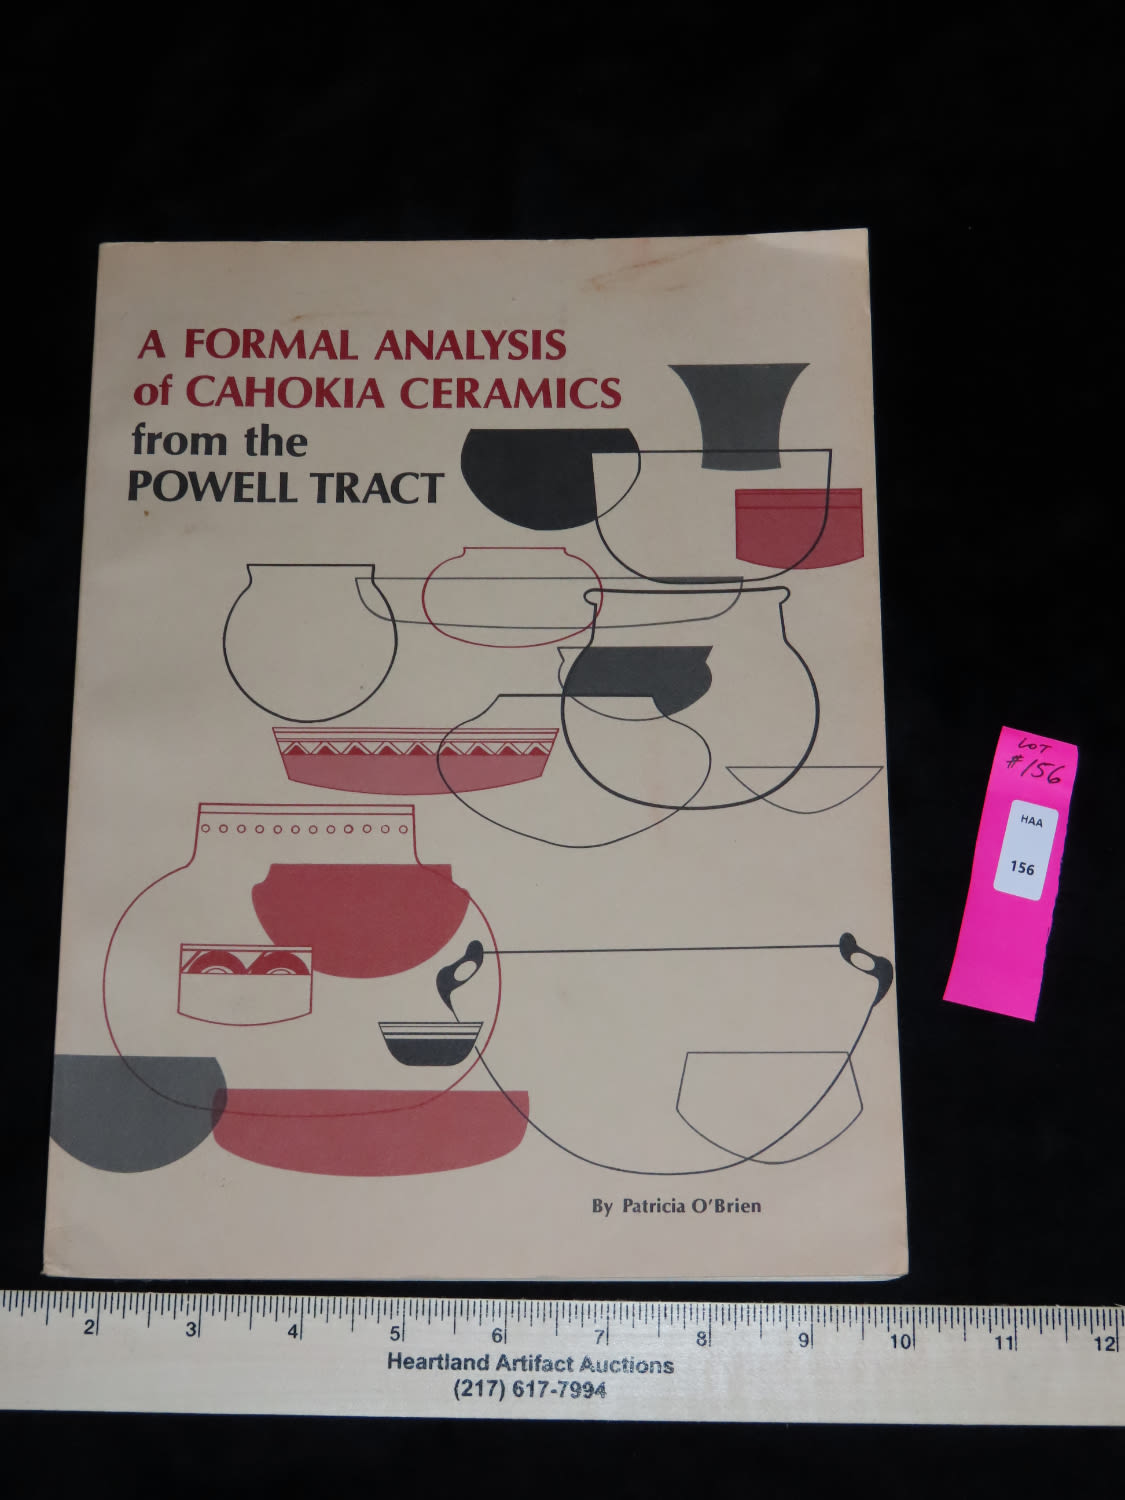 A FORMAL ANALYSIS
of CAHOKIA CERAMICS
from the
POWELL TRACT
By Patricia O'Brien
LOT
#156
HAA
156
2 3 4 5 6 7 8 9 10 11 12
Heartland Artifact Auctions
(217) 617-7994